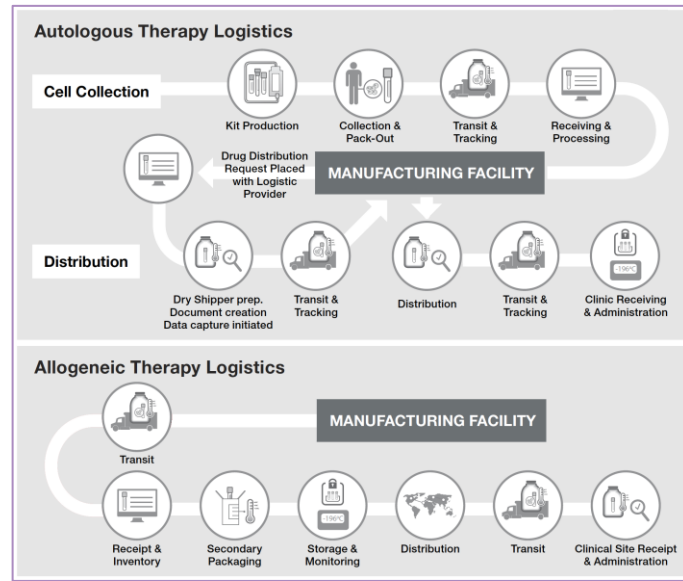 Autologous Therapy Logistics
Cell Collection
Kit Production
Collection &
Pack-Out
Transit &
Tracking
Receiving &
Processing
Drug Distribution
Request Placed
with Logistic
Provider
MANUFACTURING FACILITY
Distribution
Dry Shipper prep.
Document creation
Data capture initiated
Transit &
Tracking
Distribution
Transit &
Tracking
-196°C
Clinic Receiving
& Administration
Allogeneic Therapy Logistics
MANUFACTURING FACILITY
Transit
Receipt &
Inventory
Secondary
Packaging
-196°C
Storage &
Monitoring
Distribution
Transit
Clinical Site Receipt
& Administration